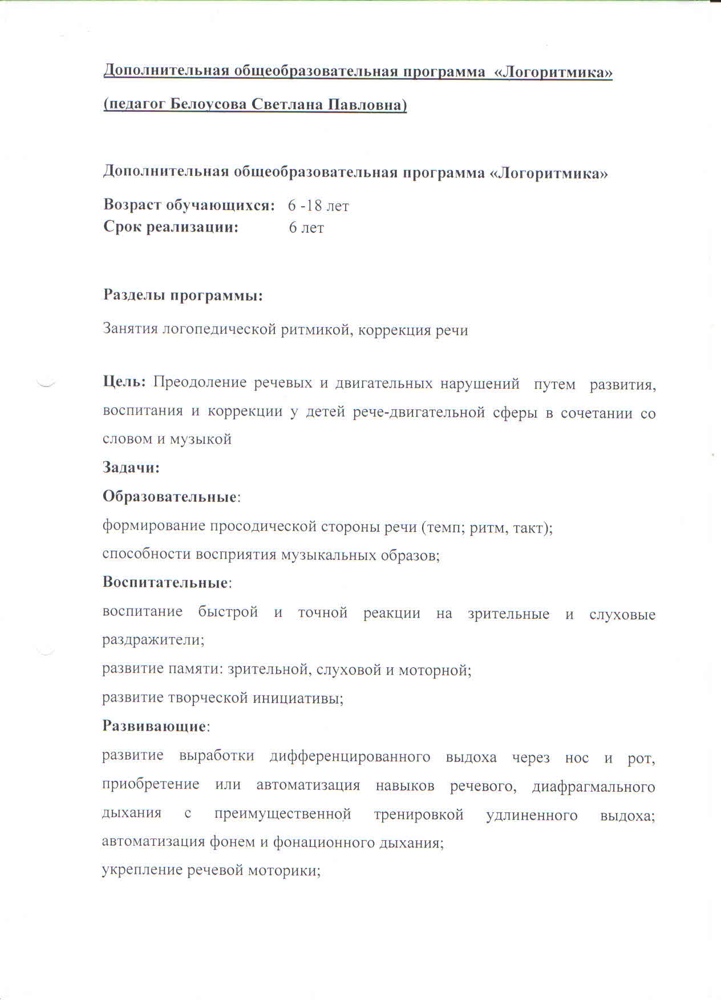 Дополнительная общеобразовательная программа «Логоритмика»
(педагог Белоусова Светлана Павловна)
Дополнительная общеобразовательная программа «Логоритмика»
Возраст обучающихся: 6 -18 лет
Срок реализации: 6 лет
Разделы программы:
Занятия логопедической ритмикой, коррекция речи
Цель: Преодоление речевых и двигательных нарушений путем развития,
воспитания и коррекции у детей рече-двигательной сферы в сочетании со
словом и музыкой
Задачи:
Образовательные:
формирование просодической стороны речи (темп; ритм, такт);
способности восприятия музыкальных образов;
Воспитательные:
воспитание быстрой и точной реакции на зрительные и слуховые
раздражители;
развитие памяти: зрительной, слуховой и моторной;
развитие творческой инициативы;
Развивающие:
развитие выработки дифференцированного выдоха через нос и рот,
приобретение или автоматизация навыков речевого, диафрагмального
дыхания с преимущественной тренировкой удлиненного выдоха;
автоматизация фонем и фонационного дыхания;
укрепление речевой моторики;